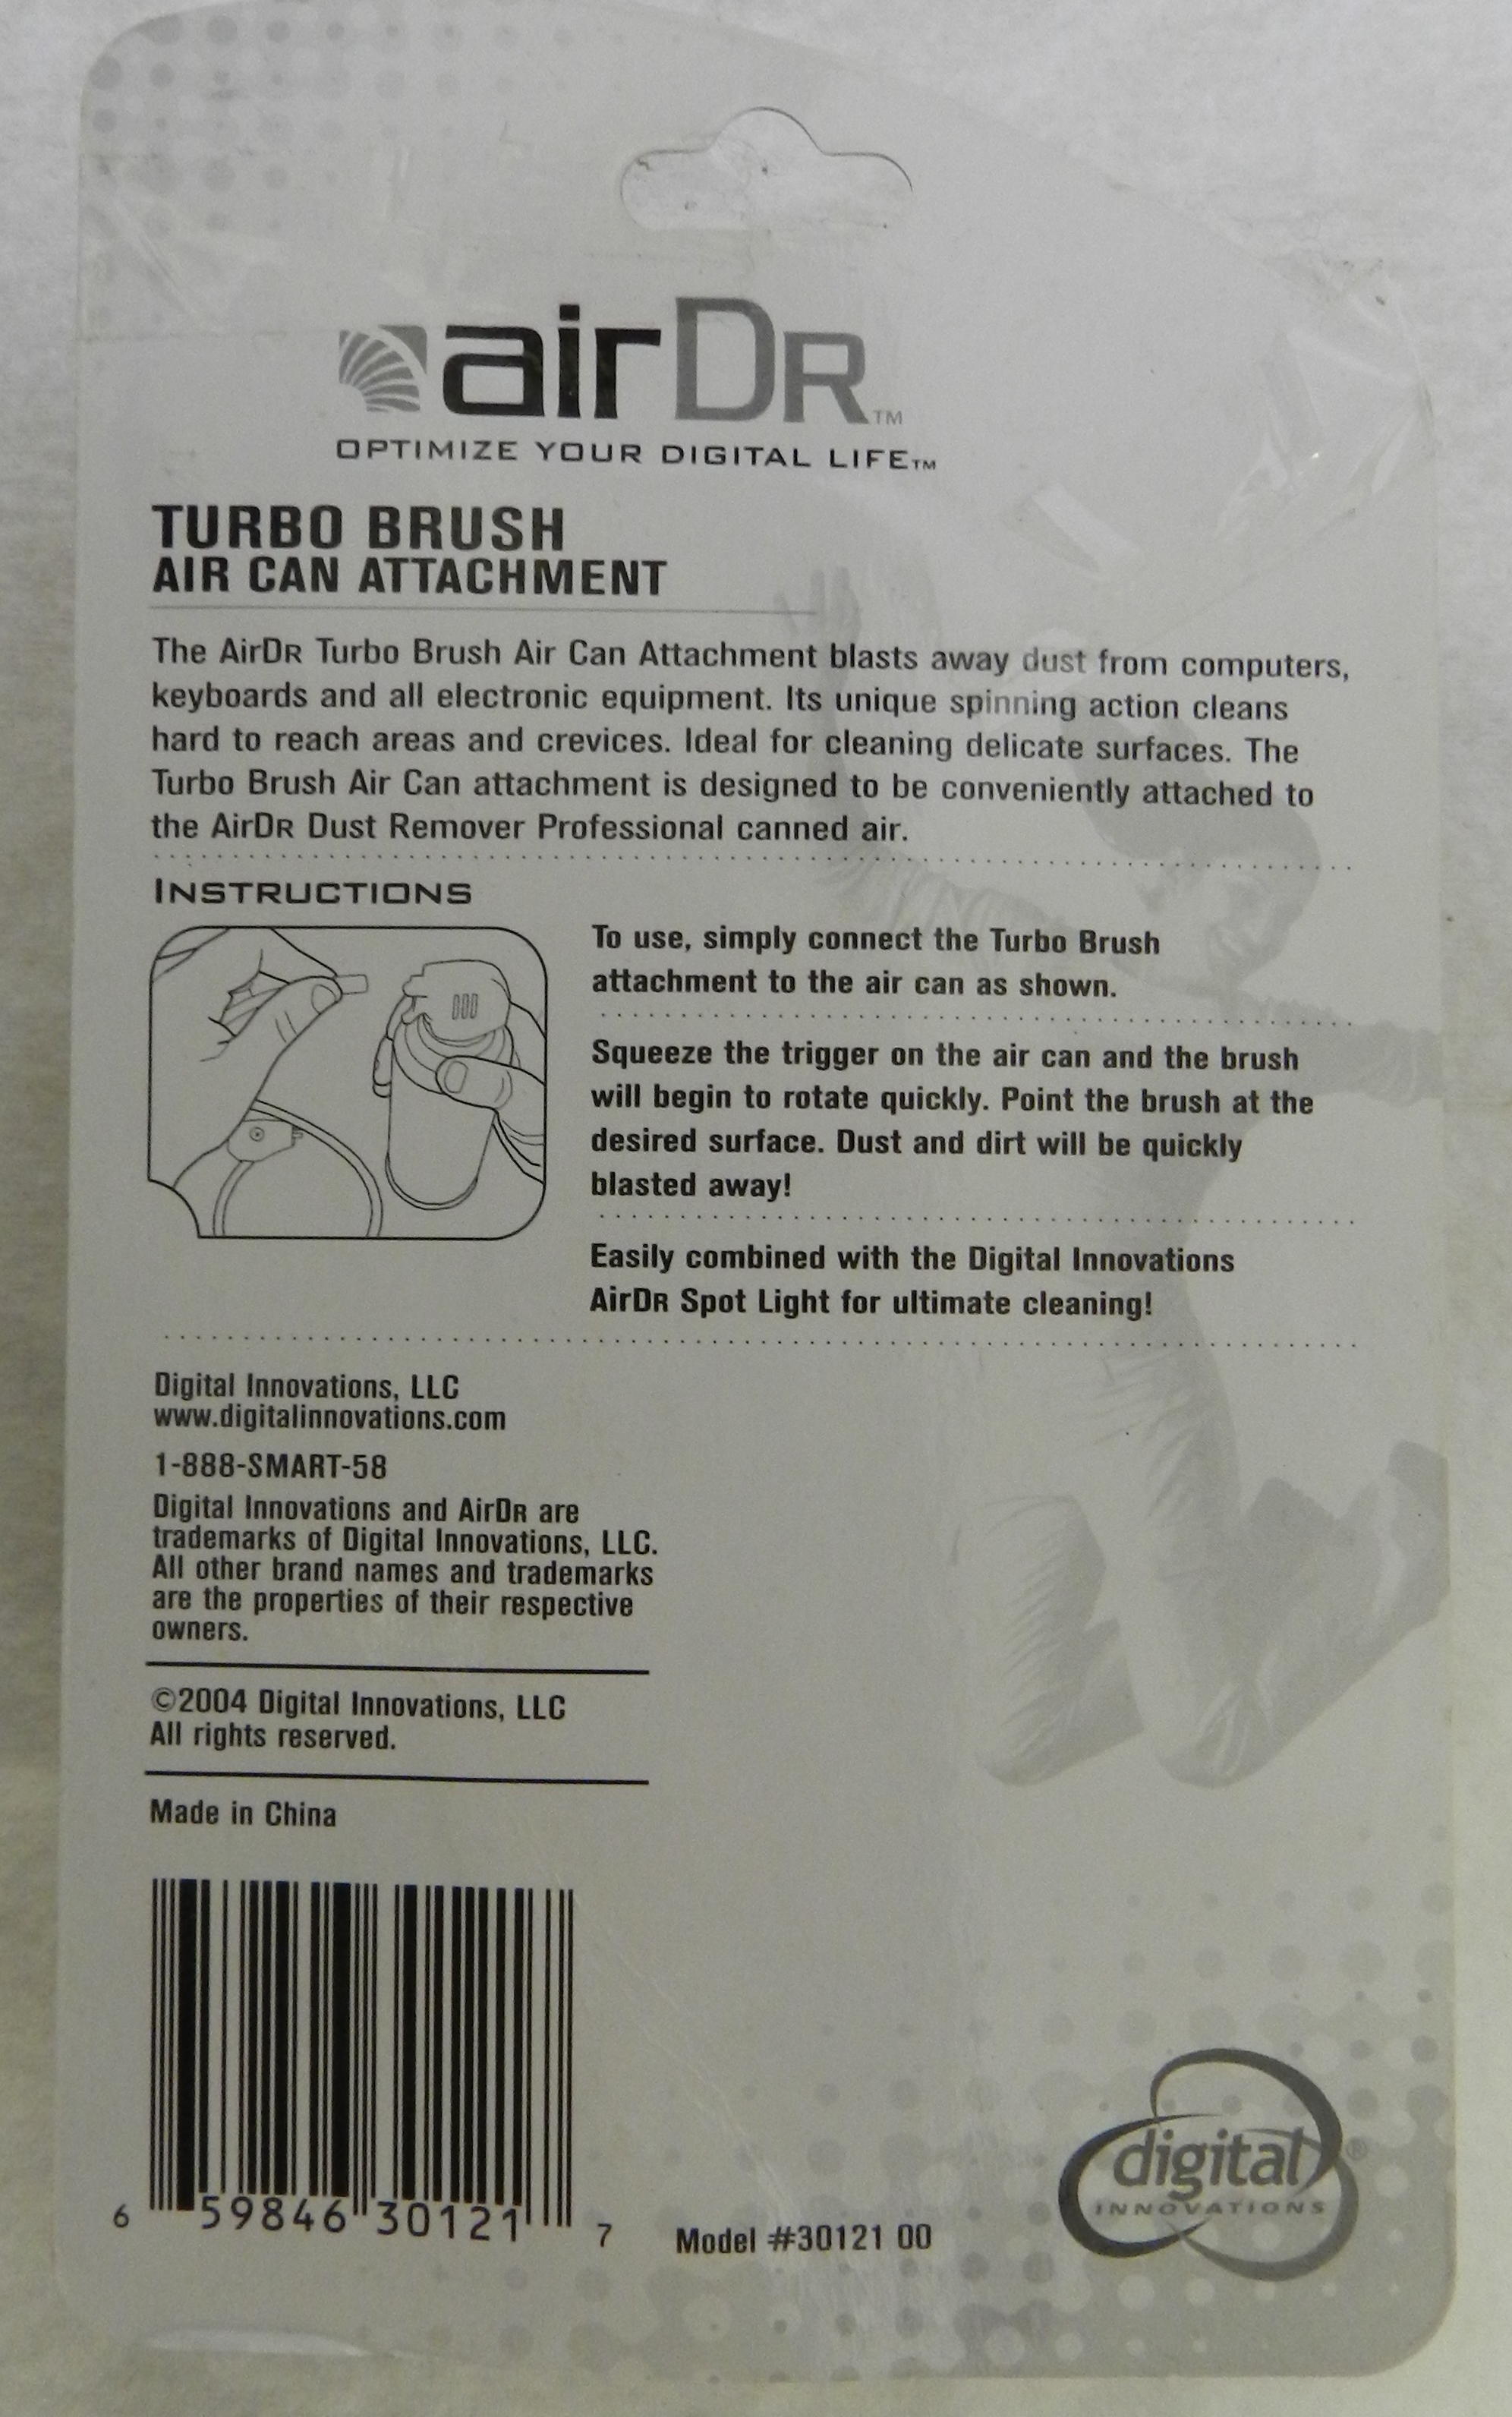 airDR™
OPTIMIZE YOUR DIGITAL LIFE™
TURBO BRUSH
AIR CAN ATTACHMENT
The AirDR Turbo Brush Air Can Attachment blasts away dust from computers,
keyboards and all electronic equipment. Its unique spinning action cleans
hard to reach areas and crevices. Ideal for cleaning delicate surfaces. The
Turbo Brush Air Can attachment is designed to be conveniently attached to
the AirDR Dust Remover Professional canned air.
INSTRUCTIONS
To use, simply connect the Turbo Brush
attachment to the air can as shown.
Squeeze the trigger on the air can and the brush
will begin to rotate quickly. Point the brush at the
desired surface. Dust and dirt will be quickly
blasted away!
Easily combined with the Digital Innovations
AirDR Spot Light for ultimate cleaning!
Digital Innovations, LLC
www.digitalinnovations.com
1-888-SMART-58
Digital Innovations and AirDR are
trademarks of Digital Innovations, LLC.
All other brand names and trademarks
are the properties of their respective
owners.
©2004 Digital Innovations, LLC
All rights reserved.
Made in China
6 59846 30121 7
Model #30121 00
digital®
INNOVATIONS